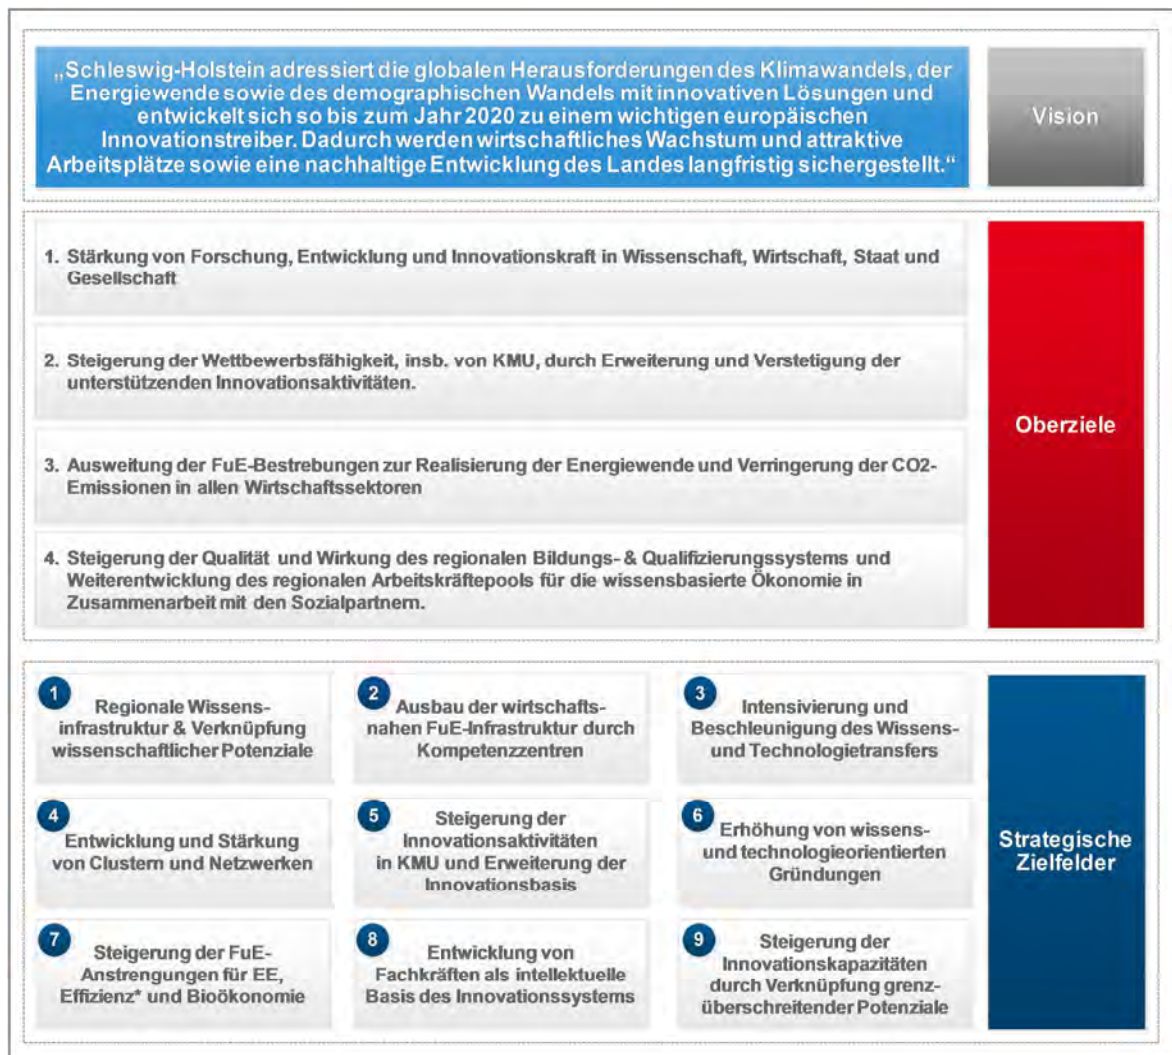 „Schleswig-Holstein adressiert die globalen Herausforderungen des Klimawandels, der
Energiewende sowie des demographischen Wandels mit innovativen Lösungen und
entwickelt sich so bis zum Jahr 2020 zu einem wichtigen europäischen
Innovationstreiber. Dadurch werden wirtschaftliches Wachstum und attraktive
Arbeitsplätze sowie eine nachhaltige Entwicklung des Landes langfristig sichergestellt.“
Vision
1. Stärkung von Forschung, Entwicklung und Innovationskraft in Wissenschaft, Wirtschaft, Staat und
Gesellschaft
2. Steigerung der Wettbewerbsfähigkeit, insb. von KMU, durch Erweiterung und Verstetigung der
unterstützenden Innovationsaktivitäten.
3. Ausweitung der FuE-Bestrebungen zur Realisierung der Energiewende und Verringerung der CO2-
Emissionen in allen Wirtschaftssektoren
4. Steigerung der Qualität und Wirkung des regionalen Bildungs- & Qualifizierungssystems und
Weiterentwicklung des regionalen Arbeitskräftepools für die wissensbasierte Ökonomie in
Zusammenarbeit mit den Sozialpartnern.
Oberziele
1
Regionale Wissens-
infrastruktur & Verknüpfung
wissenschaftlicher Potenziale
2
Ausbau der wirtschafts-
nahen FuE-Infrastruktur durch
Kompetenzzentren
3
Intensivierung und
Beschleunigung des Wissens-
und Technologietransfers
4
Entwicklung und Stärkung
von Clustern und Netzwerken
5
Steigerung der
Innovationsaktivitäten
in KMU und Erweiterung der
Innovationsbasis
6
Erhöhung von wissens-
und technologieorientierten
Gründungen
7
Steigerung der FuE-
Anstrengungen für EE,
Effizienz* und Bioökonomie
8
Entwicklung von
Fachkräften als intellektuelle
Basis des Innovationssystems
9
Steigerung der
Innovationskapazitäten
durch Verknüpfung grenz-
überschreitender Potenziale
Strategische
Zielfelder